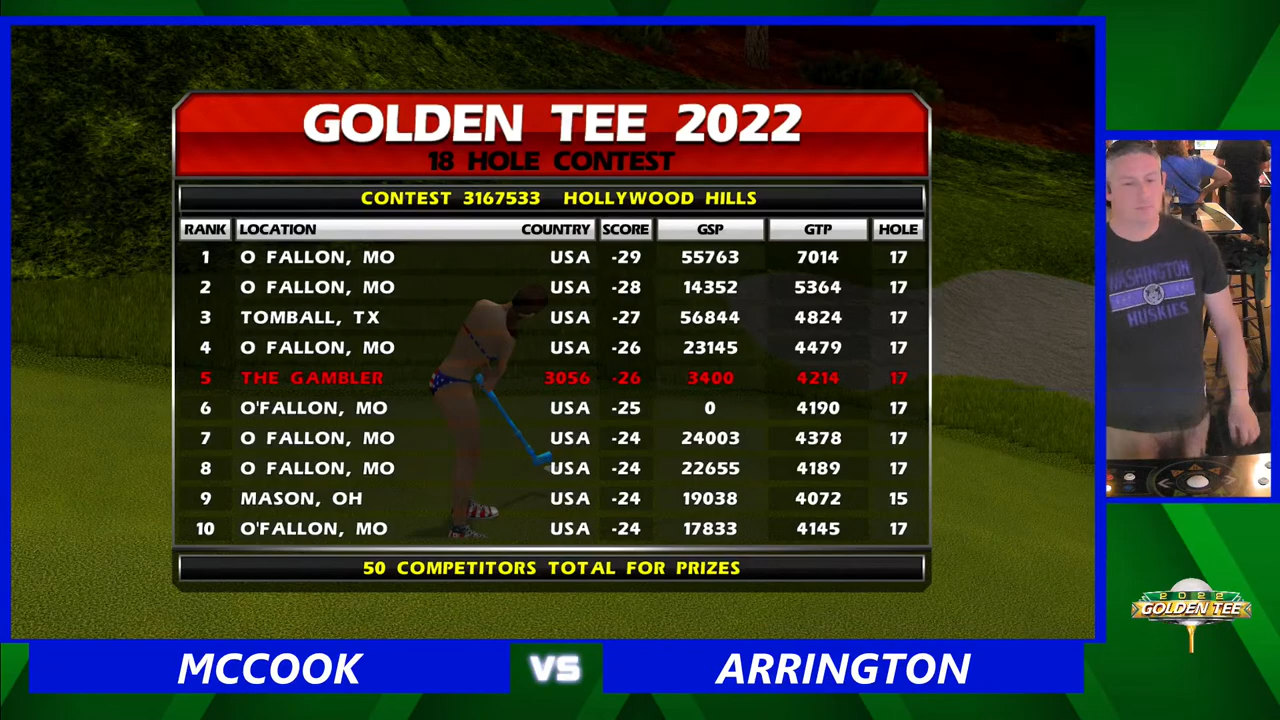 GOLDEN TEE 2022
18 HOLE CONTEST
CONTEST 3167533 HOLLYWOOD HILLS
RANK LOCATION COUNTRY SCORE GSP GTP HOLE
1 O FALLON, MO USA -29 55763 7014 17
2 O FALLON, MO USA -28 14352 5364 17
3 TOMBALL, TX USA -27 56844 4824 17
4 O FALLON, MO USA -26 23145 4479 17
5 THE GAMBLER 3056 -26 3400 4214 17
6 O'FALLON, MO USA -25 0 4190 17
7 O FALLON, MO USA -24 24003 4378 17
8 O FALLON, MO USA -24 22655 4189 17
9 MASON, OH USA -24 19038 4072 15
10 O'FALLON, MO USA -24 17833 4145 17
50 COMPETITORS TOTAL FOR PRIZES
WASHINGTON
HUSKIES
2022
GOLDEN TEE
MCCOOK VS ARRINGTON